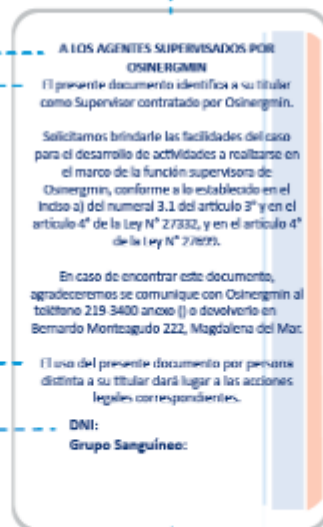 A LOS AGENTES SUPERVISADOS POR
OSINERGMIN
El presente documento identifica a su titular
como Supervisor contratado por Osinergmin.
Solicitamos brindarle las facilidades del caso
para el desarrollo de actividades a realizarse en
el marco de la función supervisora de
Osinergmin, conforme a lo establecido en el
inciso a) del numeral 3.1 del artículo 3° y en el
artículo 4° de la Ley N° 27332, y en el artículo 4°
de la Ley N° 27699.
En caso de encontrar este documento,
agradeceremos se comunique con Osinergmin al
teléfono 219-3400 anexo () o devolverlo en
Bernardo Monteagudo 222, Magdalena del Mar.
El uso del presente documento por persona
distinta a su titular dará lugar a las acciones
legales correspondientes.
DNI:
Grupo Sanguíneo: